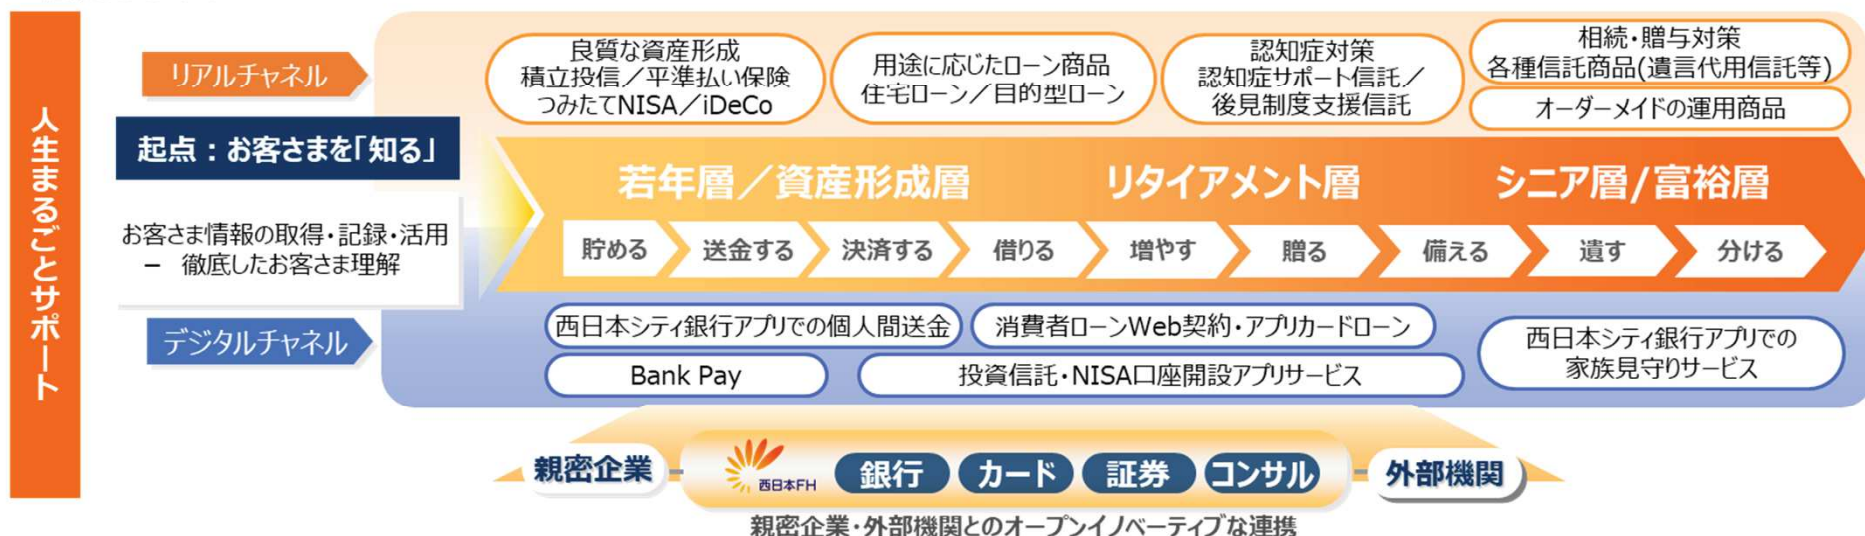 人生まるごとサポート
リアルチャネル
起点：お客さまを「知る」
お客さま情報の取得・記録・活用
－ 徹底したお客さま理解
デジタルチャネル
良質な資産形成
積立投信／平準払い保険
つみたてNISA／iDeCo
用途に応じたローン商品
住宅ローン／目的型ローン
認知症対策
認知症サポート信託／
後見制度支援信託
相続・贈与対策
各種信託商品(遺言代用信託等)
オーダーメイドの運用商品
若年層／資産形成層
リタイアメント層
シニア層/富裕層
貯める
送金する
決済する
借りる
増やす
贈る
備える
遺す
分ける
西日本シティ銀行アプリでの個人間送金
消費者ローンWeb契約・アプリカードローン
Bank Pay
投資信託・NISA口座開設アプリサービス
西日本シティ銀行アプリでの
家族見守りサービス
親密企業
西日本FH
銀行
カード
証券
コンサル
外部機関
親密企業・外部機関とのオープンイノベーティブな連携